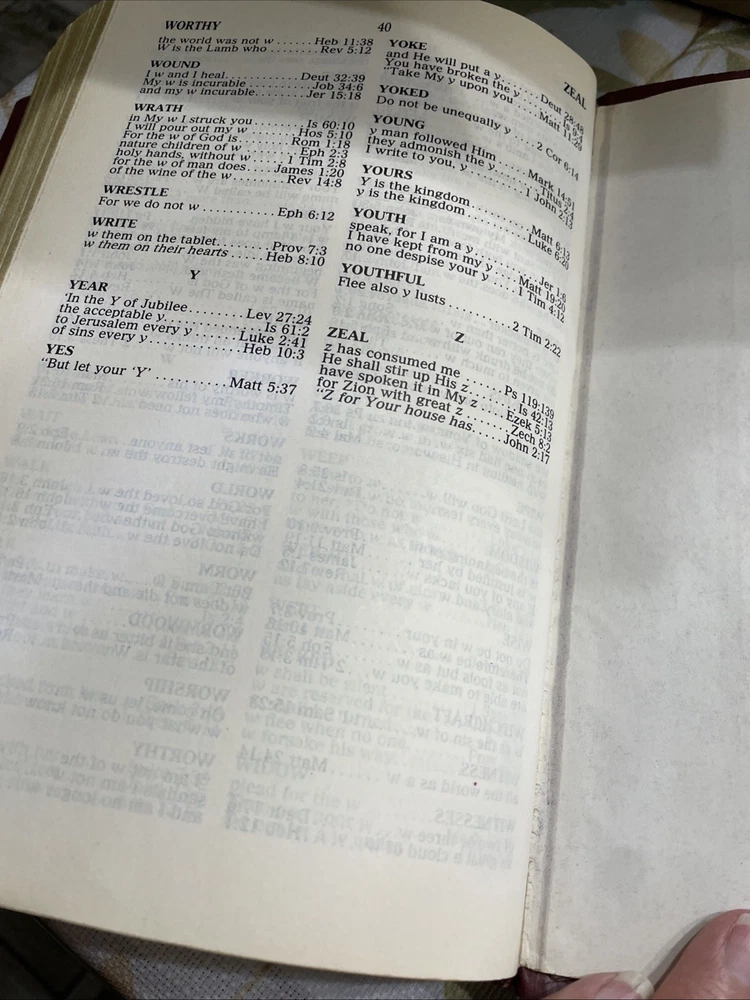 WORTHY
40
ZEAL
the world was not w ...... Heb 11:38
W is the Lamb who ...... Rev 5:12
WOUND
I w and I heal............ Deut 32:39
My w is incurable ..........Job 34:6
and my w incurable..... Jer 15:18
WRATH
in My w I struck you ........ Is 60:10
I will pour out my w ........ Hos 5:10
For the w of God is........ Rom 1:18
nature children of w ........ Eph 2:3
holy hands, without w ..... 1 Tim 2:8
for the w of man does.... James 1:20
of the wine of the w........ Rev 14:8
WRESTLE
For we do not w ........... Eph 6:12
WRITE
w them on the tablet...... Prov 7:3
w them on their hearts ..... Heb 8:10
Y
YEAR
'In the Y of Jubilee........ Lev 27:24
the acceptable y............. Is 61:2
to Jerusalem every y ...... Luke 2:41
of sins every y.............Heb 10:3
YES
"But let your 'Y' ..........Matt 5:37
YOKE
and He will put a y...... Deut 28:48
You have broken the y ....... Is 9:4
"Take My y upon you .... Matt 11:29
YOKED
Do not be unequally y .... 2 Cor 6:14
YOUNG
y man followed Him ..... Mark 14:51
they admonish the y....... Titus 2:4
I write to you, y ......... 1 John 2:13
YOURS
Y is the kingdom.......... Matt 6:13
y is the kingdom ........ Luke 6:20
YOUTH
speak, for I am a y ......... Jer 1:6
I have kept from my y ... Matt 19:20
no one despise your y .... 1 Tim 4:12
YOUTHFUL
Flee also y lusts .......... 2 Tim 2:22
Z
ZEAL
z has consumed me ...... Ps 119:139
He shall stir up His z....... Is 42:13
have spoken it in My z .... Ezek 5:13
for Zion with great z ....... Zech 8:2
"Z for Your house has..... John 2:17